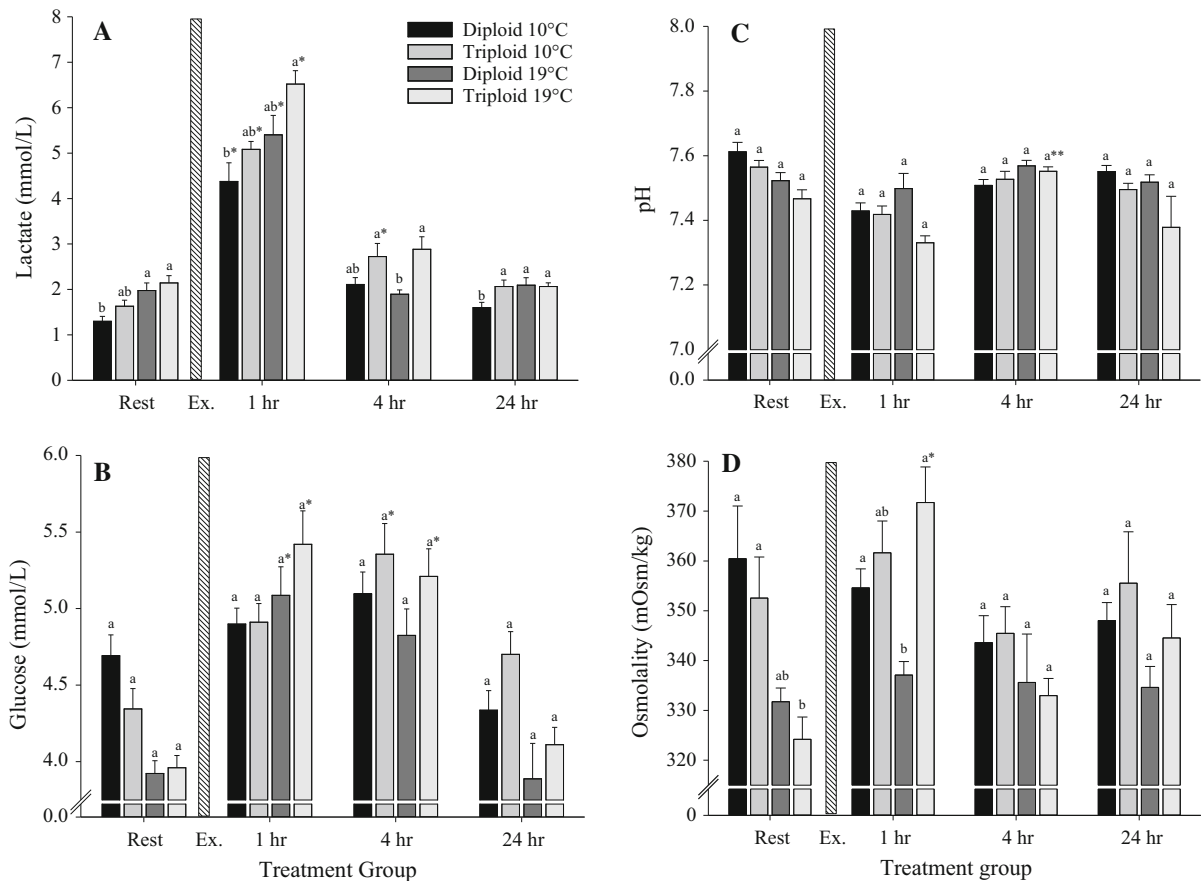 A
Lactate (mmol/L)
8
7
6
5
4
3
2
1
0
Diploid 10°C
Triploid 10°C
Diploid 19°C
Triploid 19°C
b ab a a
b* ab* ab* a*
ab a* b a
b a a a
Rest Ex. 1 hr 4 hr 24 hr
C
pH
8.0
7.8
7.6
7.4
7.2
7.0
0.0
a a a a
a a a a
a a a a**
a a a a
Rest Ex. 1 hr 4 hr 24 hr
B
Glucose (mmol/L)
6.0
5.5
5.0
4.5
4.0
0.0
a a a a
a a a* a*
a a* a a*
a a a a
Rest Ex. 1 hr 4 hr 24 hr
Treatment Group
D
Osmolality (mOsm/kg)
380
370
360
350
340
330
320
0
a a ab b
a ab b a*
a a a a
a a a a
Rest Ex. 1 hr 4 hr 24 hr
Treatment group